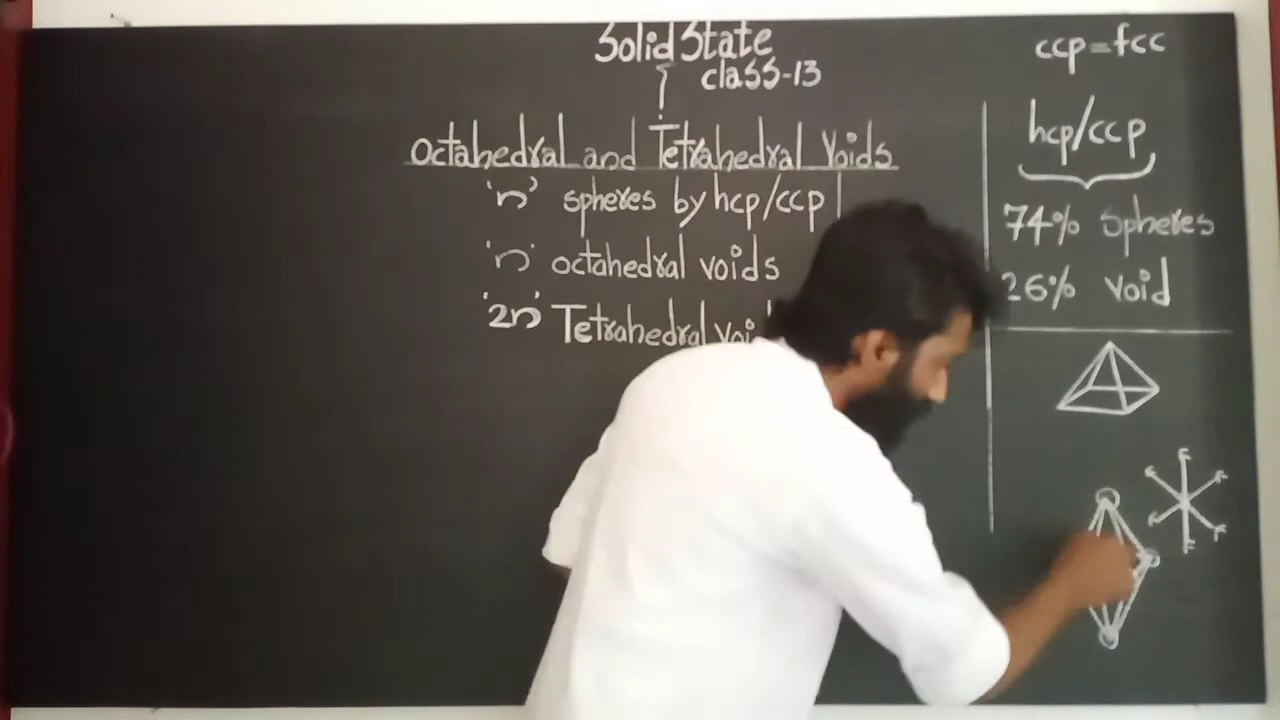 Solid State
class-13
octahedral and Tetrahedral Voids
'n' spheres by hcp/ccp
'n' octahedral voids
'2n' Tetrahedral
ccp=fcc
hcp/ccp
74% Spheres
26% void
F
F
F
F
F
F